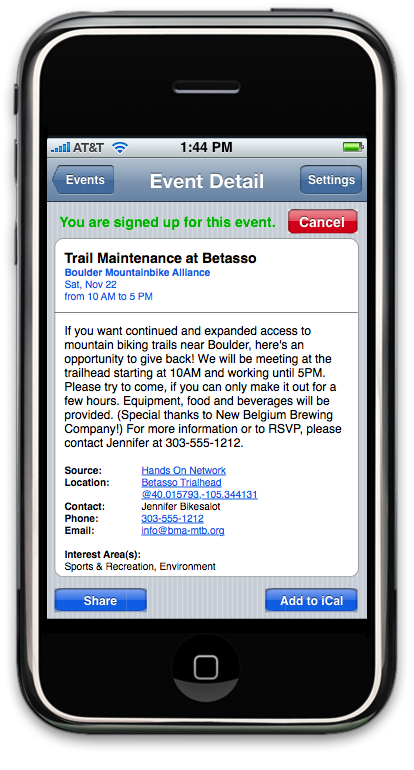 AT&T
1:44 PM
Events
Event Detail
Settings
You are signed up for this event.
Cancel
Trail Maintenance at Betasso
Boulder Mountainbike Alliance
Sat, Nov 22
from 10 AM to 5 PM
If you want continued and expanded access to
mountain biking trails near Boulder, here's an
opportunity to give back! We will be meeting at the
trailhead starting at 10AM and working until 5PM.
Please try to come, if you can only make it out for a
few hours. Equipment, food and beverages will be
provided. (Special thanks to New Belgium Brewing
Company!) For more information or to RSVP, please
contact Jennifer at 303-555-1212.
Source: Hands On Network
Location: Betasso Trialhead
@40.015793,-105.344131
Contact: Jennifer Bikesalot
Phone: 303-555-1212
Email: info@bma-mtb.org
Interest Area(s):
Sports & Recreation, Environment
Share
Add to iCal